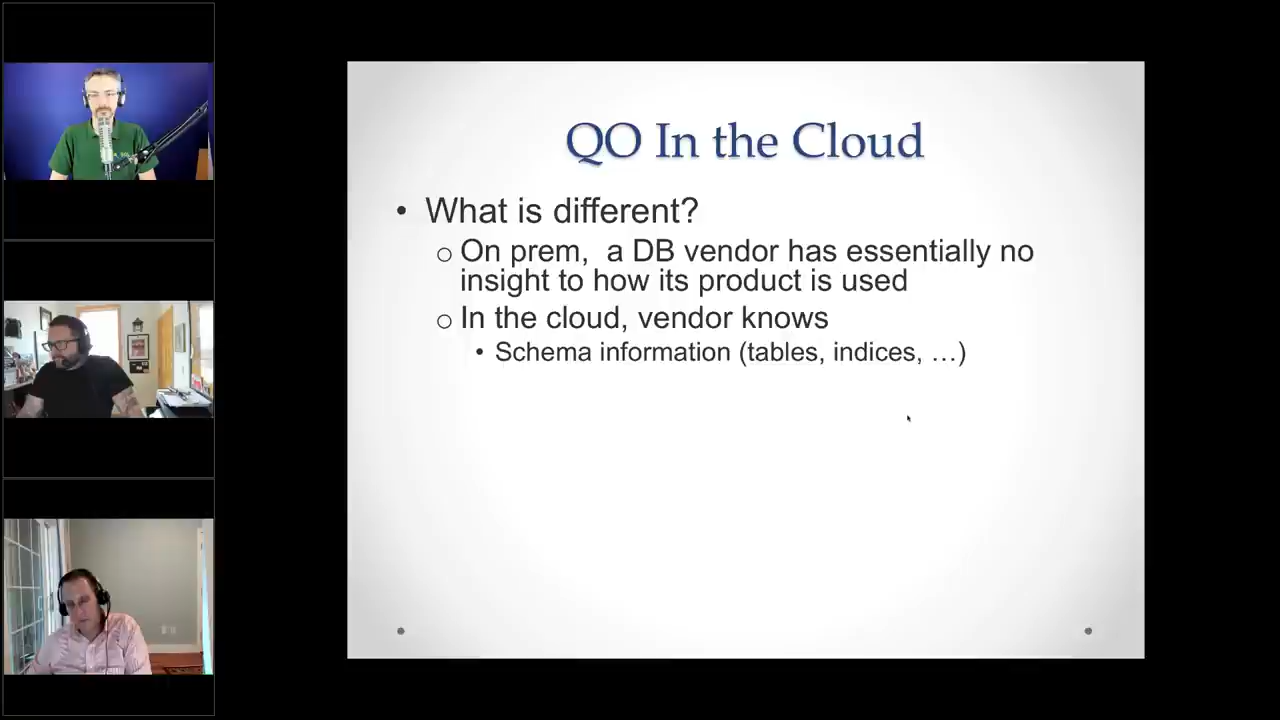 QO In the Cloud
• What is different?
o On prem, a DB vendor has essentially no
insight to how its product is used
o In the cloud, vendor knows
• Schema information (tables, indices, …)